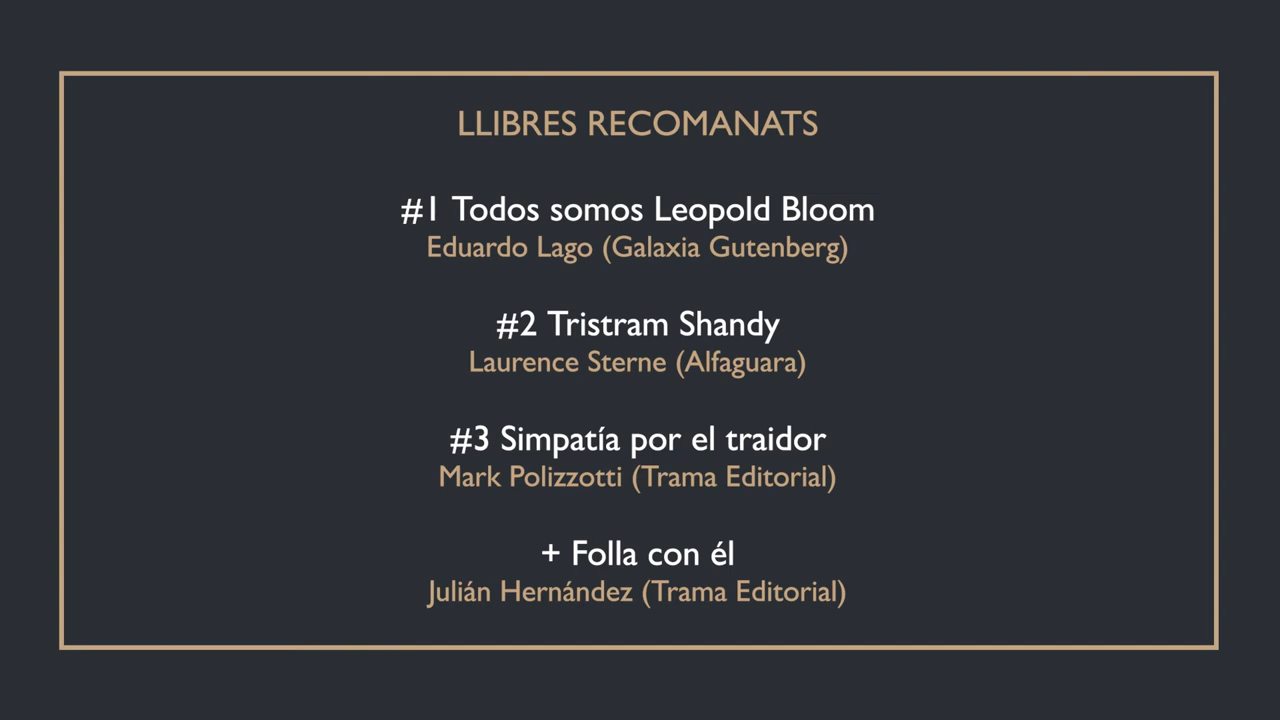 LLIBRES RECOMANATS
#1 Todos somos Leopold Bloom
Eduardo Lago (Galaxia Gutenberg)
#2 Tristram Shandy
Laurence Sterne (Alfaguara)
#3 Simpatía por el traidor
Mark Polizzotti (Trama Editorial)
+ Folla con él
Julián Hernández (Trama Editorial)